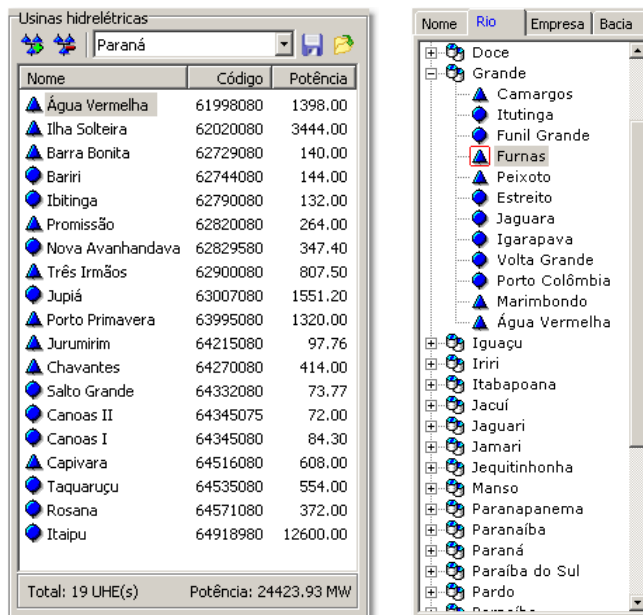 Usinas hidrelétricas
Paraná
Nome Código Potência
Água Vermelha 61998080 1398.00
Ilha Solteira 62020080 3444.00
Barra Bonita 62729080 140.00
Bariri 62744080 144.00
Ibitinga 62790080 132.00
Promissão 62820080 264.00
Nova Avanhandava 62829580 347.40
Três Irmãos 62900080 807.50
Jupiá 63007080 1551.20
Porto Primavera 63995080 1320.00
Jurumirim 64215080 97.76
Chavantes 64270080 414.00
Salto Grande 64332080 73.77
Canoas II 64345075 72.00
Canoas I 64345080 84.30
Capivara 64516080 608.00
Taquaruçu 64535080 554.00
Rosana 64571080 372.00
Itaipu 64918980 12600.00
Total: 19 UHE(s) Potência: 24423.93 MW
Nome Rio Empresa Bacia
Doce
Grande
Camargos
Itutinga
Funil Grande
Furnas
Peixoto
Estreito
Jaguara
Igarapava
Volta Grande
Porto Colômbia
Marimbondo
Água Vermelha
Iguaçu
Iriri
Itabapoana
Jacuí
Jaguari
Jamari
Jequitinhonha
Manso
Paranapanema
Paranaíba
Paraná
Paraíba do Sul
Pardo